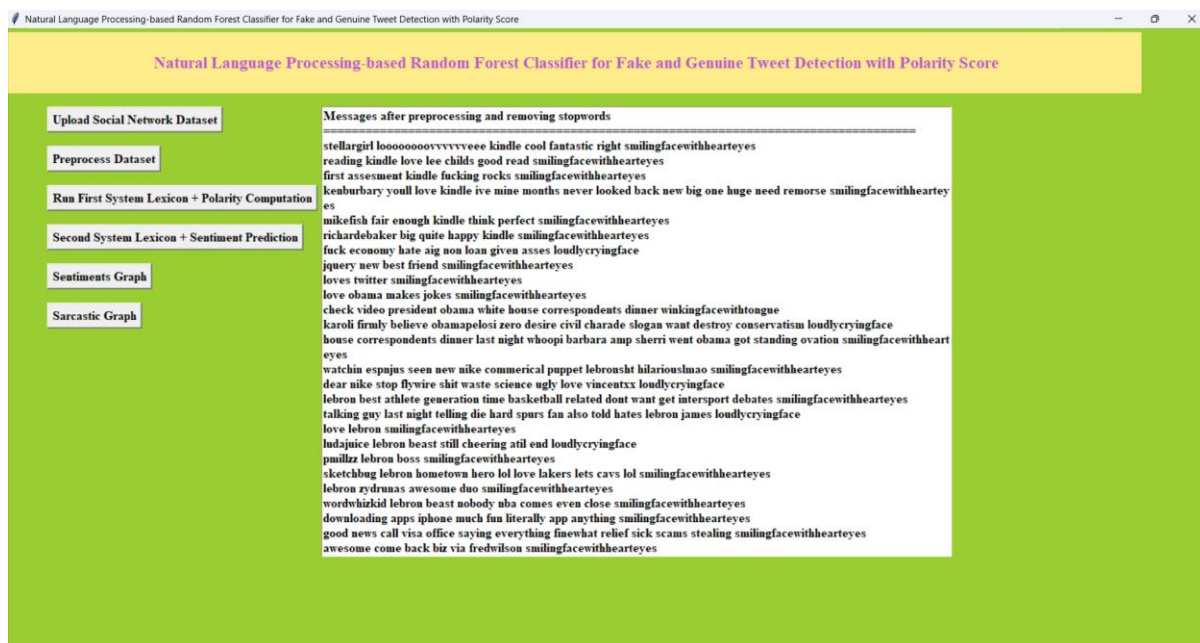 Natural Language Processing-based Random Forest Classifier for Fake and Genuine Tweet Detection with Polarity Score
Natural Language Processing-based Random Forest Classifier for Fake and Genuine Tweet Detection with Polarity Score
Upload Social Network Dataset
Preprocess Dataset
Run First System Lexicon + Polarity Computation
Second System Lexicon + Sentiment Prediction
Sentiments Graph
Sarcastic Graph
Messages after preprocessing and removing stopwords
stellargirl loooooooovvvvvveee kindle cool fantastic right smilingfacewithhearteyes
reading kindle love lee childs good read smilingfacewithhearteyes
first assesment kindle fucking rocks smilingfacewithhearteyes
kenburbary youll love kindle ive mine months never looked back new big one huge need remorse smilingfacewithheartey
es
mikefish fair enough kindle think perfect smilingfacewithhearteyes
richardebaker big quite happy kindle smilingfacewithhearteyes
fuck economy hate aig non loan given asses loudlycryingface
jquery new best friend smilingfacewithhearteyes
loves twitter smilingfacewithhearteyes
love obama makes jokes smilingfacewithhearteyes
check video president obama white house correspondents dinner winkingfacewithtongue
karoli firmly believe obamapelosi zero desire civil charade slogan want destroy conservatism loudlycryingface
house correspondents dinner last night whoopi barbara amp sherri went obama got standing ovation smilingfacewithheart
eyes
watchin espnjus seen new nike commerical puppet lebronsht hilariouslmao smilingfacewithhearteyes
dear nike stop flywire shit waste science ugly love vincentxx loudlycryingface
lebron best athlete generation time basketball related dont want get intersport debates smilingfacewithhearteyes
talking guy last night telling die hard spurs fan also told hates lebron james loudlycryingface
love lebron smilingfacewithhearteyes
ludajuice lebron beast still cheering atil end loudlycryingface
pmillzz lebron boss smilingfacewithhearteyes
sketchbug lebron hometown hero lol love lakers lets cavs lol smilingfacewithhearteyes
lebron zydrunas awesome duo smilingfacewithhearteyes
wordwhizkid lebron beast nobody nba comes even close smilingfacewithhearteyes
downloading apps iphone much fun literally app anything smilingfacewithhearteyes
good news call visa office saying everything finewhat relief sick scams stealing smilingfacewithhearteyes
awesome come back biz via fredwilson smilingfacewithhearteyes